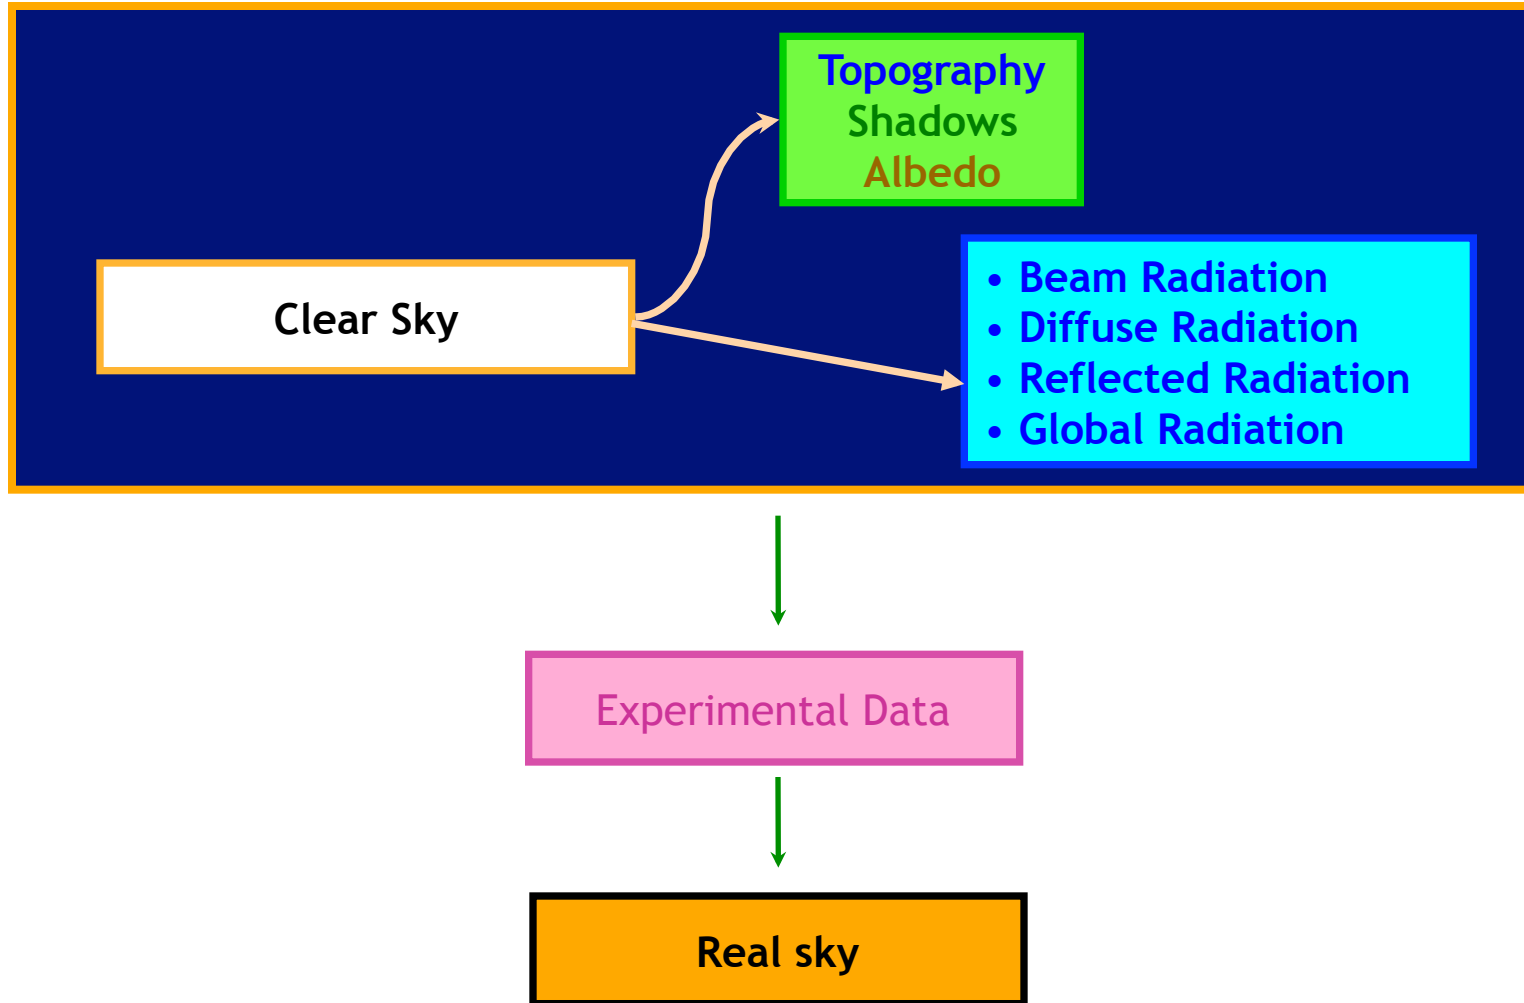 Topography
Shadows
Albedo
Clear Sky
• Beam Radiation
• Diffuse Radiation
• Reflected Radiation
• Global Radiation
Experimental Data
Real sky